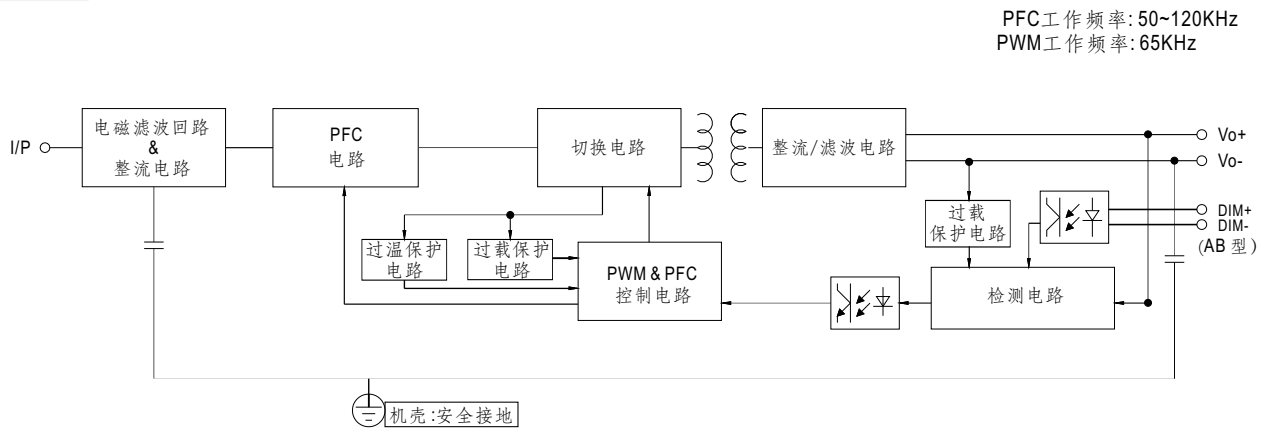 PFC工作频率: 50~120KHz
PWM工作频率: 65KHz
I/P
电磁滤波回路
&
整流电路
PFC
电路
切换电路
整流/滤波电路
Vo+
Vo-
DIM+
DIM-
(AB 型)
过载
保护电路
过温保护
电路
过载保护
电路
PWM & PFC
控制电路
检测电路
机壳:安全接地